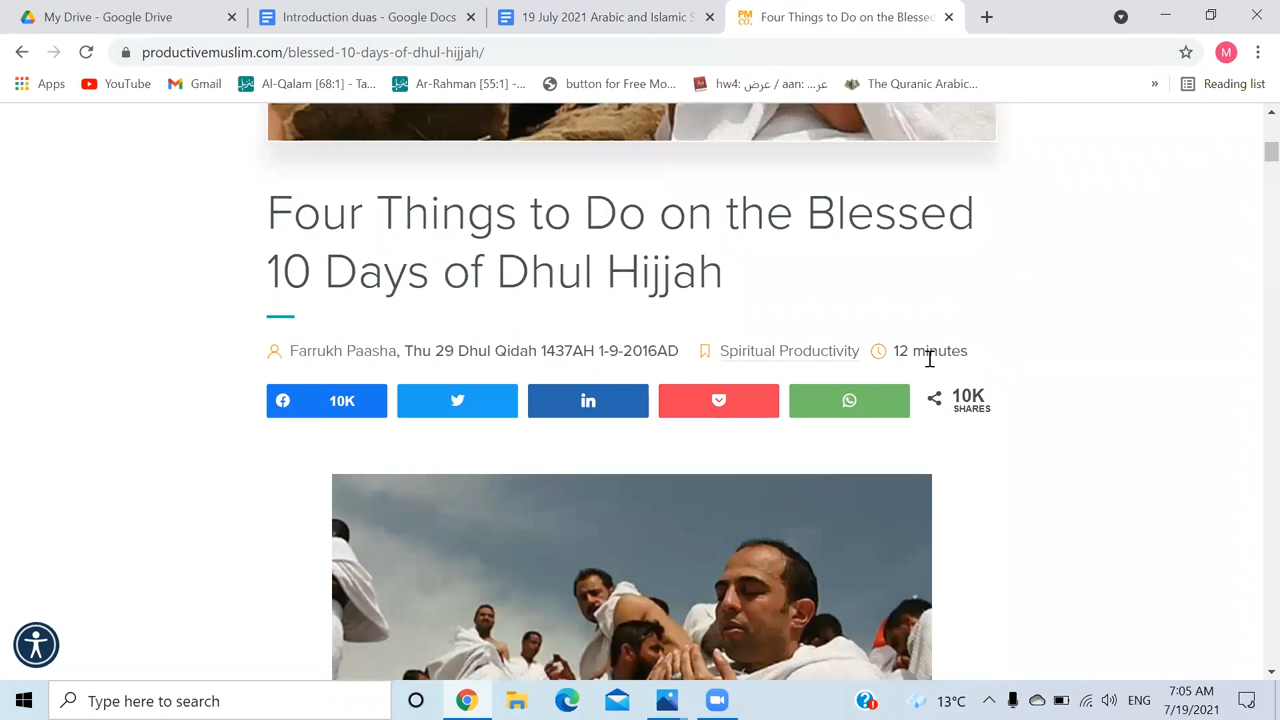 My Drive - Google Drive
Introduction duas - Google Docs
19 July 2021 Arabic and Islamic S
PM CO.
Four Things to Do on the Blessed
productivemuslim.com/blessed-10-days-of-dhul-hijjah/
M
Apps
YouTube
Gmail
Al-Qalam [68:1] - Ta...
Ar-Rahman [55:1] -...
button for Free Mo...
hw4: عر... / aan: عرض
The Quranic Arabic...
»
Reading list
Four Things to Do on the Blessed
10 Days of Dhul Hijjah
Farrukh Paasha, Thu 29 Dhul Qidah 1437AH 1-9-2016AD
Spiritual Productivity
12 minutes
10K
10K
SHARES
Type here to search
13°C
ENG
7:05 AM
7/19/2021